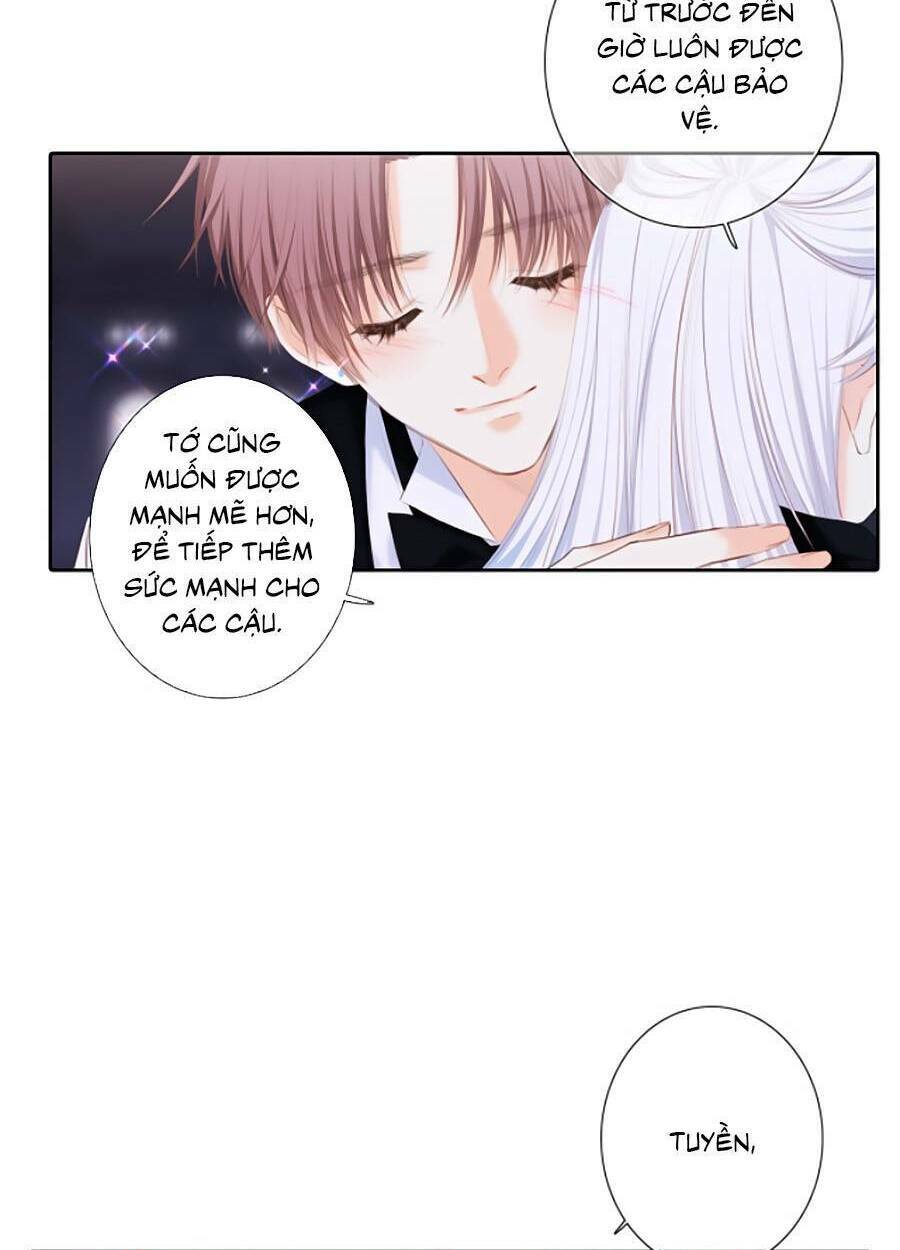 TỪ TRƯỚC ĐẾN
GIỜ LUÔN ĐƯỢC
CÁC CẬU BẢO
VỆ.
TỚ CŨNG
MUỐN ĐƯỢC
MẠNH MẼ HƠN,
ĐỂ TIẾP THÊM
SỨC MẠNH CHO
CÁC CẬU.
TUYỀN,